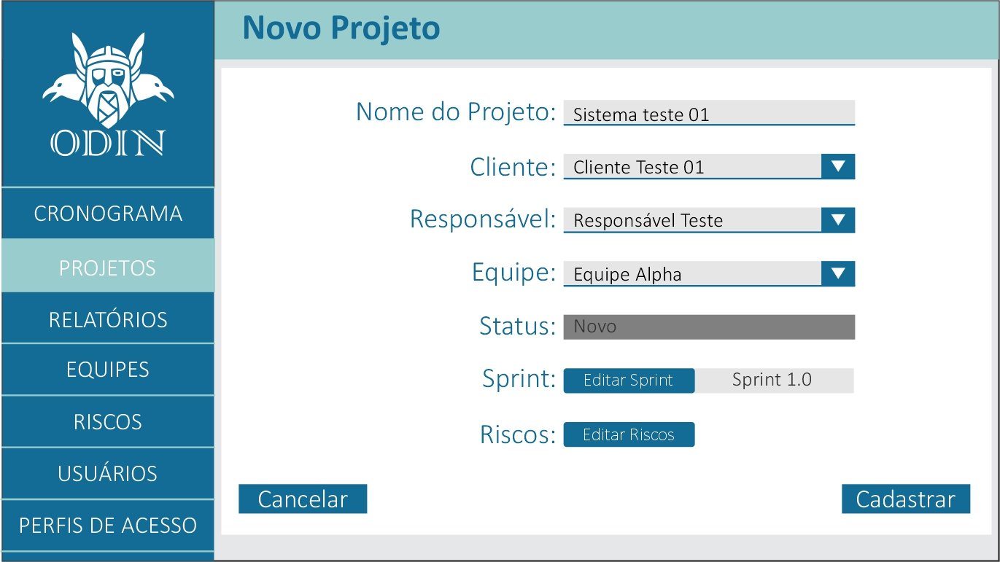 ODIN
CRONOGRAMA
PROJETOS
RELATÓRIOS
EQUIPES
RISCOS
USUÁRIOS
PERFIS DE ACESSO
Novo Projeto
Nome do Projeto: Sistema teste 01
Cliente: Cliente Teste 01
Responsável: Responsável Teste
Equipe: Equipe Alpha
Status: Novo
Sprint: Editar Sprint Sprint 1.0
Riscos: Editar Riscos
Cancelar Cadastrar